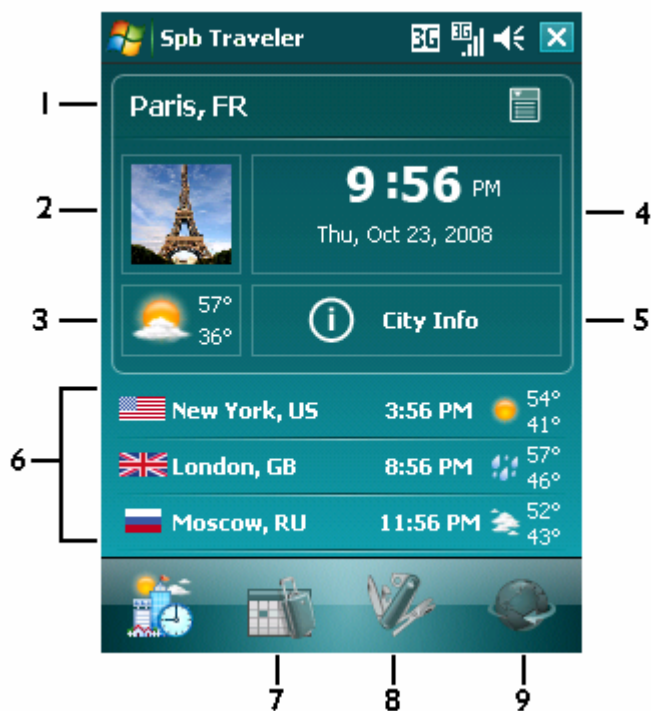 Spb Traveler 3G 3G
1 Paris, FR
2 9:56 PM 4
Thu, Oct 23, 2008
3 57° City Info 5
36°
6
New York, US 3:56 PM 54°
41°
London, GB 8:56 PM 57°
46°
Moscow, RU 11:56 PM 52°
43°
7 8 9